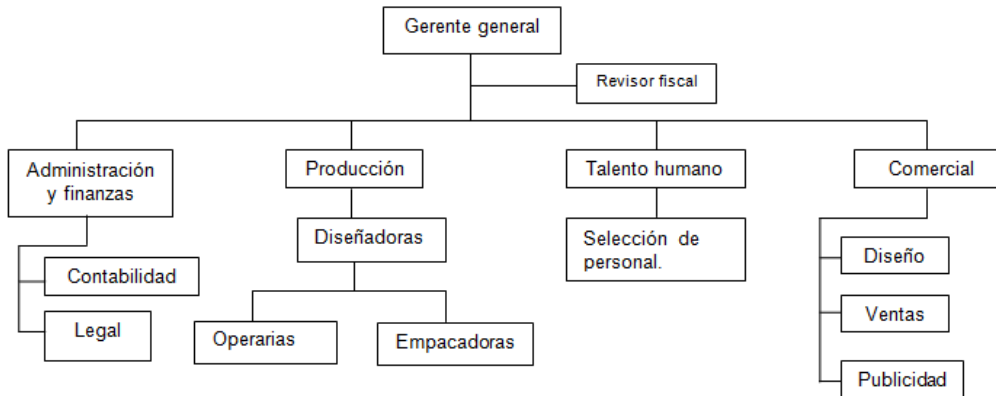 Gerente general
Revisor fiscal
Administración
y finanzas
Producción
Talento humano
Comercial
Diseñadoras
Selección de
personal.
Contabilidad
Diseño
Legal
Operarias
Empacadoras
Ventas
Publicidad